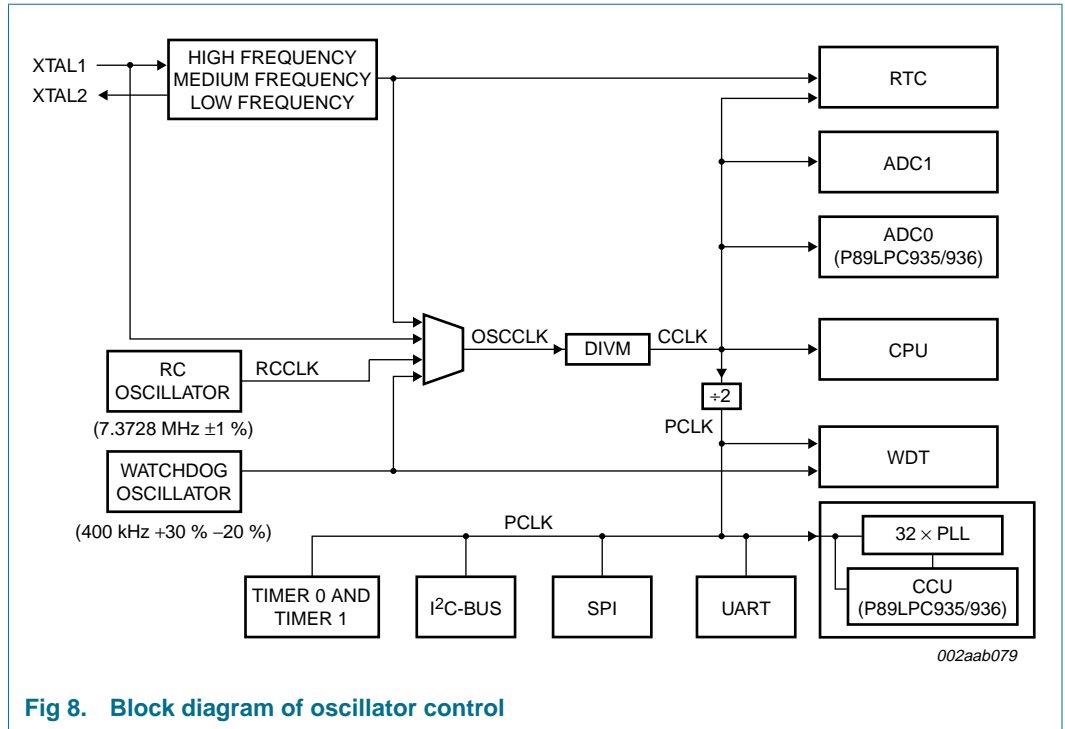 XTAL1
XTAL2
HIGH FREQUENCY
MEDIUM FREQUENCY
LOW FREQUENCY
RTC
ADC1
ADC0
(P89LPC935/936)
OSCCLK
DIVM
CCLK
CPU
RC
OSCILLATOR
RCCLK
(7.3728 MHz ±1 %)
÷2
PCLK
WDT
WATCHDOG
OSCILLATOR
(400 kHz +30 % −20 %)
PCLK
32 × PLL
CCU
(P89LPC935/936)
TIMER 0 AND
TIMER 1
I²C-BUS
SPI
UART
002aab079
Fig 8. Block diagram of oscillator control